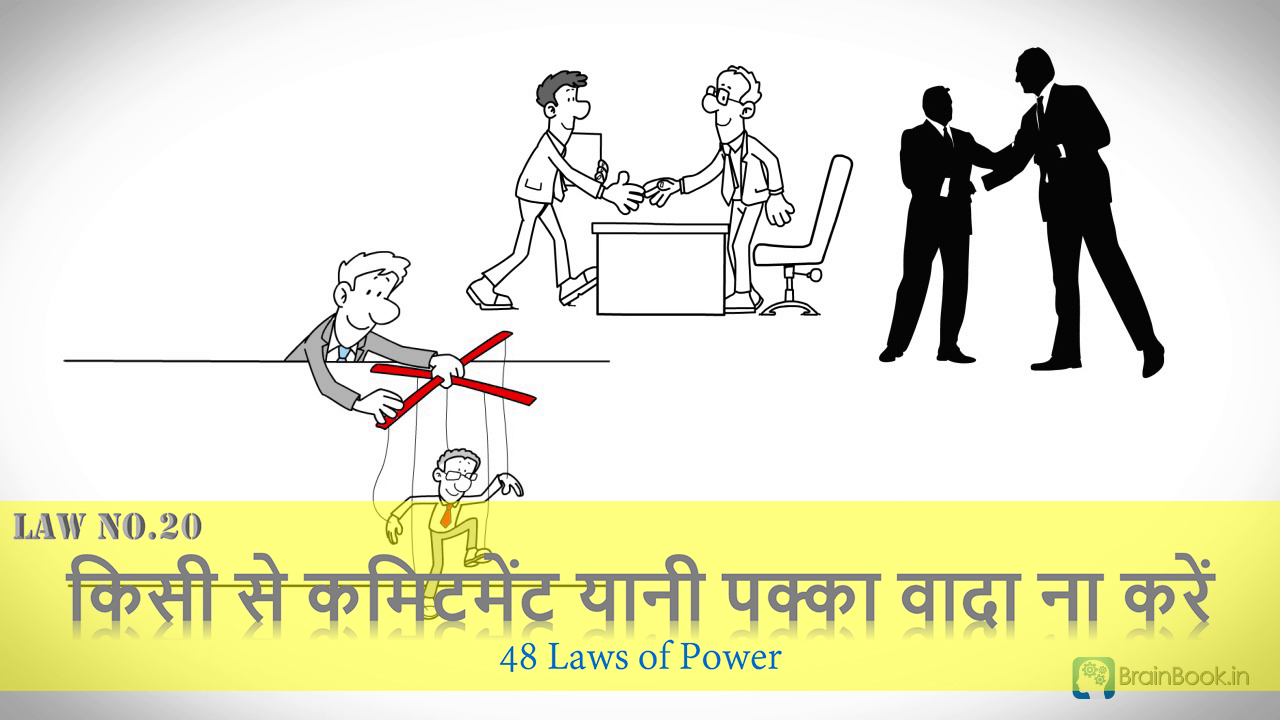 LAW NO.20
किसी से कमिटमेंट यानी पक्का वादा ना करें
48 Laws of Power
BrainBook.in